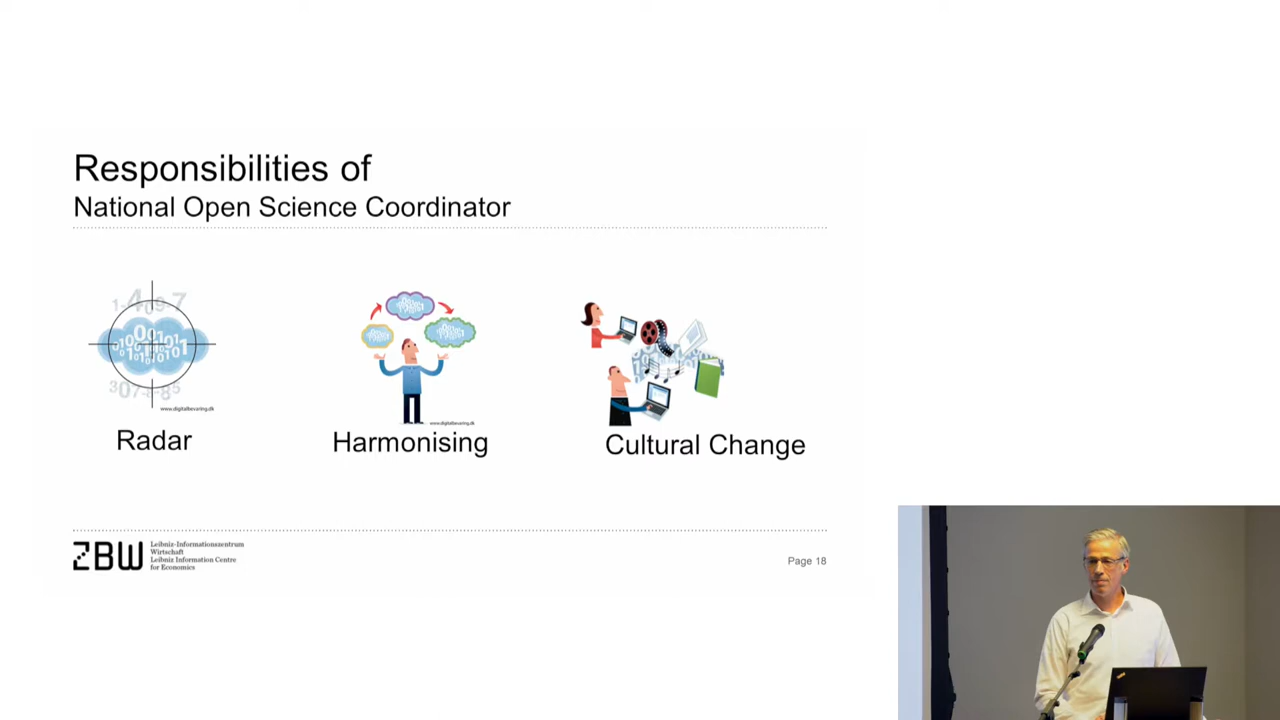 Responsibilities of
National Open Science Coordinator
www.digitalbevaring.dk
www.digitalbevaring.dk
Radar
Harmonising
Cultural Change
ZBW
Leibniz-Informationszentrum
Wirtschaft
Leibniz Information Centre
for Economics
Page 18